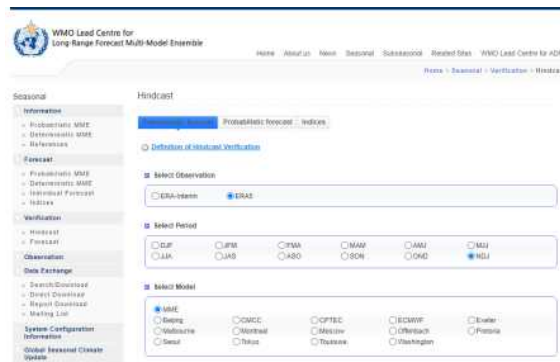 WMO Lead Centre for
Long-Range Forecast Multi-Model Ensemble
Home About us News Seasonal Subseasonal Related Sites WMO Lead Centre for ADP
Home > Seasonal > Verification > Hindcas
Seasonal
Information
Probabilistic MME
Deterministic MME
References
Forecast
Probabilistic MME
Deterministic MME
Individual Forecast
Indices
Verification
Hindcast
Forecast
Observation
Data Exchange
Search/Download
Direct Download
Report Download
Mailing List
System Configuration
Information
Global Seasonal Climate
Update
Hindcast
Probabilistic forecast Indices
Definition of Hindcast Verification
Select Observation
ERA-Interim ERA5
Select Period
DJF JFM FMA MAM AMJ MJJ
JJA JAS ASO SON OND NDJ
Select Model
MME
Beijing CMCC CPTEC ECMWF Exeter
Melbourne Montreal Moscow Offenbach Pretoria
Seoul Tokyo Toulouse Washington